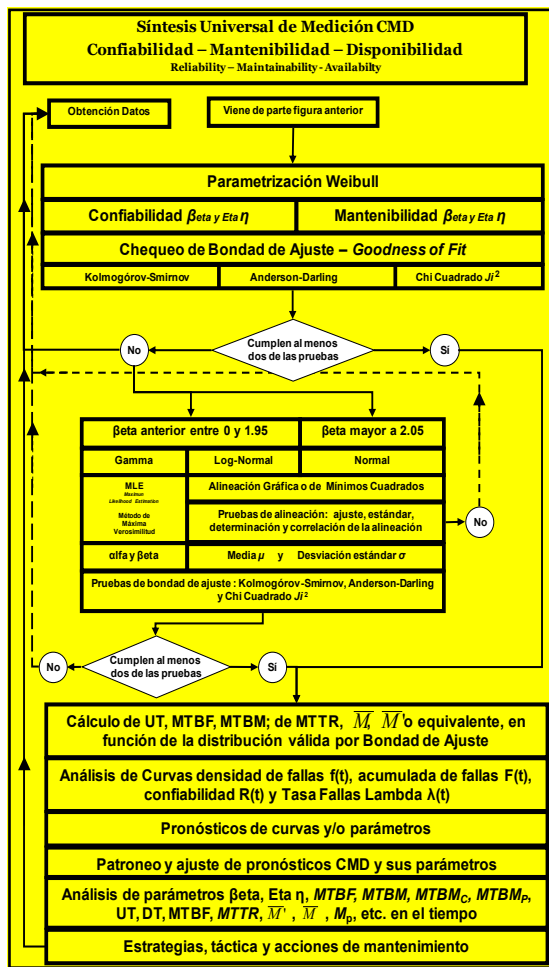 Síntesis Universal de Medición CMD
Confiabilidad – Mantenibilidad – Disponibilidad
Reliability – Maintainability - Availabilty
Obtención Datos
Viene de parte figura anterior
Parametrización Weibull
Confiabilidad βeta y Eta η
Mantenibilidad βeta y Eta η
Chequeo de Bondad de Ajuste – Goodness of Fit
Kolmogórov-Smirnov
Anderson-Darling
Chi Cuadrado Ji²
No
Cumplen al menos
dos de las pruebas
Sí
βeta anterior entre 0 y 1.95
βeta mayor a 2.05
Gamma
Log-Normal
Normal
MLE
Maximun
Likelihood Estimation
Método de
Máxima
Verosimilitud
Alineación Gráfica o de Mínimos Cuadrados
Pruebas de alineación: ajuste, estándar,
determinación y correlación de la alineación
No
αlfa y βeta
Media μ y Desviación estándar σ
Pruebas de bondad de ajuste : Kolmogórov-Smirnov, Anderson-Darling
y Chi Cuadrado Ji²
No
Cumplen al menos
dos de las pruebas
Sí
Cálculo de UT, MTBF, MTBM; de MTTR, M̅, M̅'o equivalente, en
función de la distribución válida por Bondad de Ajuste
Análisis de Curvas densidad de fallas f(t), acumulada de fallas F(t),
confiabilidad R(t) y Tasa Fallas Lambda λ(t)
Pronósticos de curvas y/o parámetros
Patroneo y ajuste de pronósticos CMD y sus parámetros
Análisis de parámetros beta, Eta η, MTBF, MTBM, MTBMC, MTBMP,
UT, DT, MTBF, MTTR, M̅' , M̅ , Mp, etc. en el tiempo
Estrategias, táctica y acciones de mantenimiento